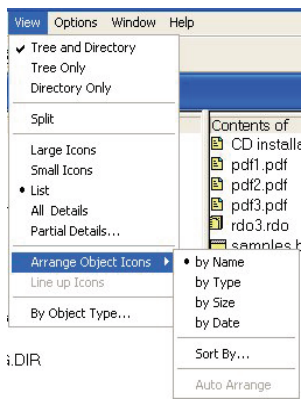 View Options Window Help
Tree and Directory
Tree Only
Directory Only
Split
Large Icons
Small Icons
List
All Details
Partial Details...
Arrange Object Icons
Line up Icons
By Object Type...
Contents of
CD installa
pdf1.pdf
pdf2.pdf
pdf3.pdf
rdo3.rdo
samples.b
by Name
by Type
by Size
by Date
Sort By...
Auto Arrange
.DIR